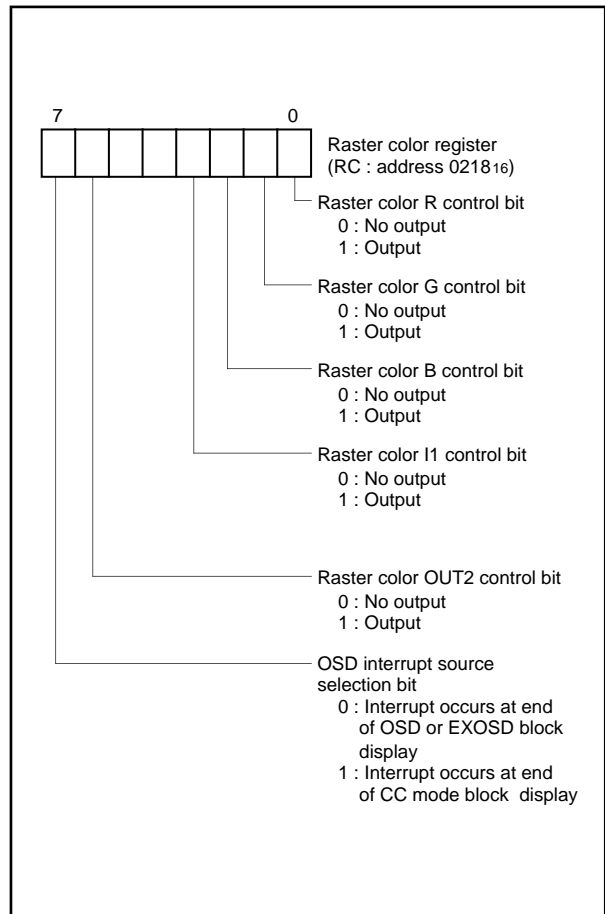 7 0
Raster color register
(RC : address 021816)
Raster color R control bit
0 : No output
1 : Output
Raster color G control bit
0 : No output
1 : Output
Raster color B control bit
0 : No output
1 : Output
Raster color I1 control bit
0 : No output
1 : Output
Raster color OUT2 control bit
0 : No output
1 : Output
OSD interrupt source
selection bit
0 : Interrupt occurs at end
of OSD or EXOSD block
display
1 : Interrupt occurs at end
of CC mode block display